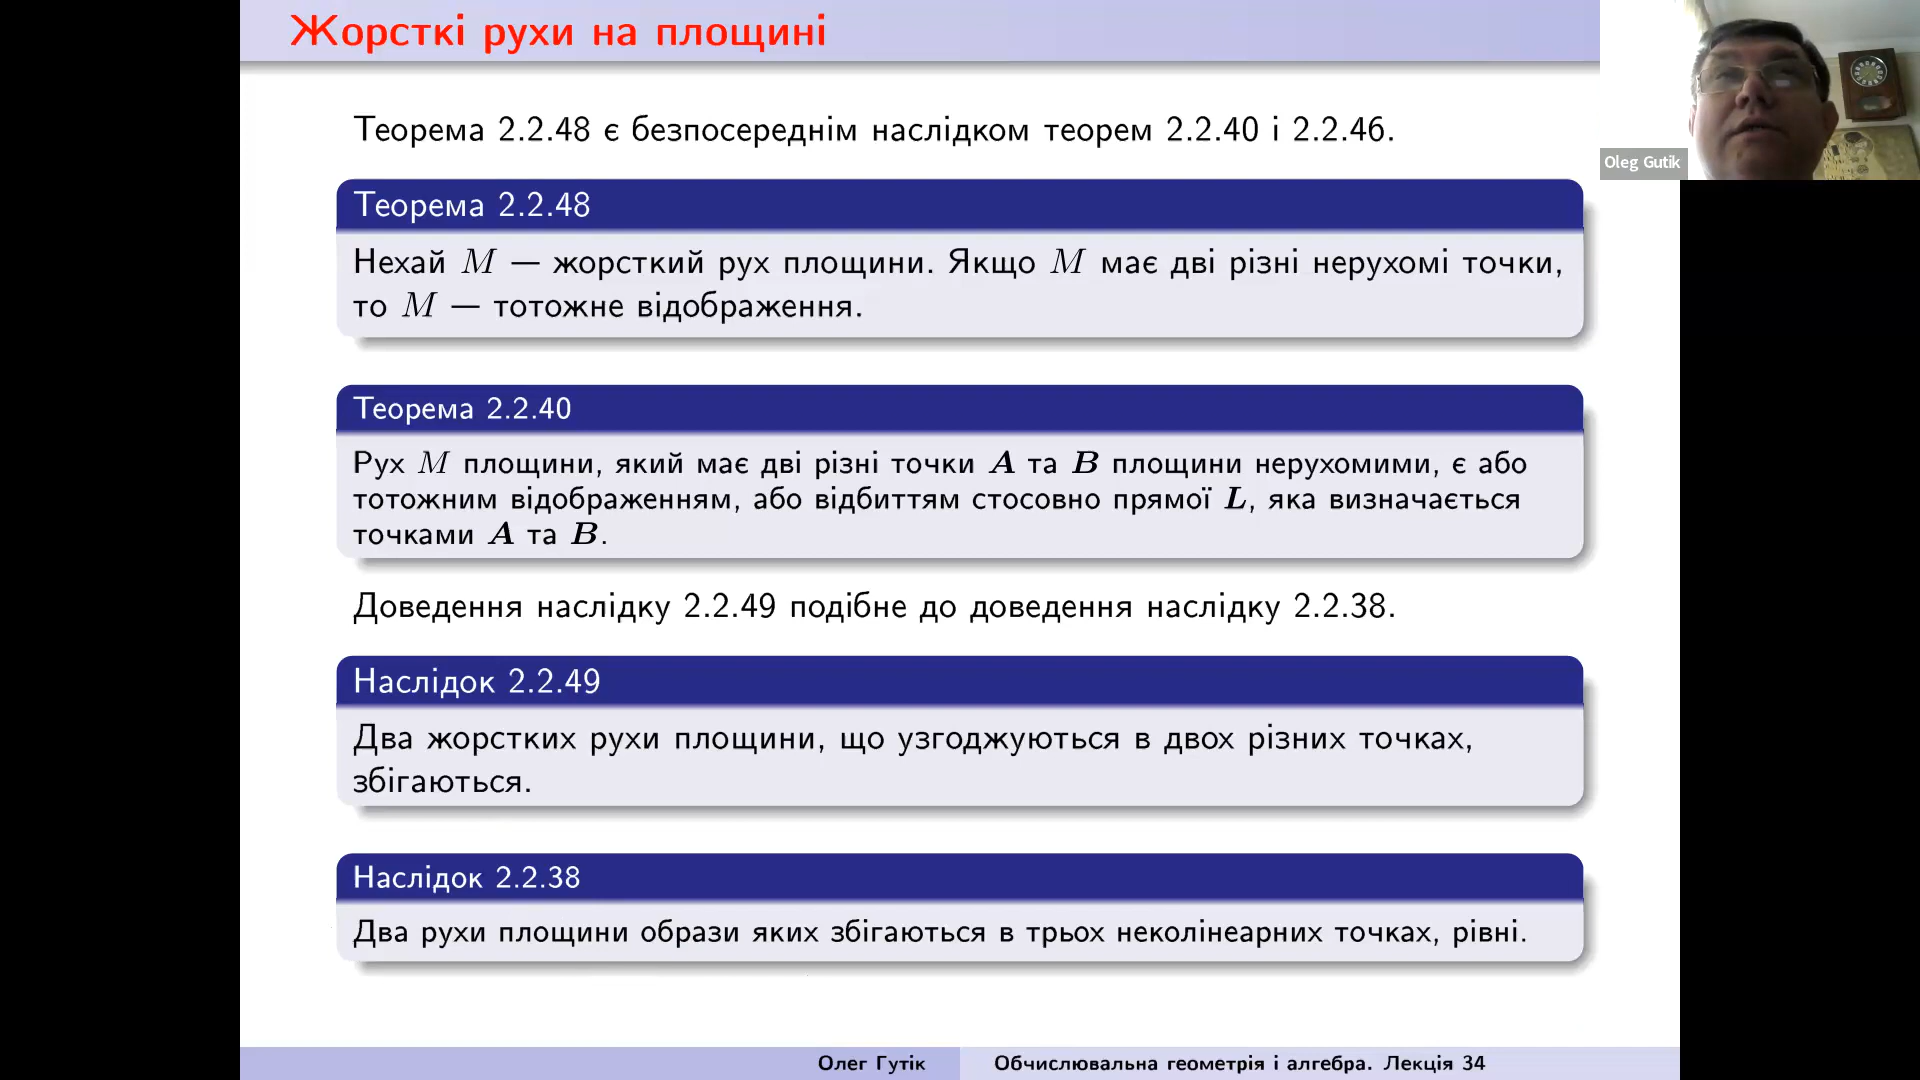 Жорсткі рухи на площині
Oleg Gutik
Теорема 2.2.48 є безпосереднім наслідком теорем 2.2.40 і 2.2.46.
Теорема 2.2.48
Нехай M — жорсткий рух площини. Якщо M має дві різні нерухомі точки,
то M — тотожне відображення.
Теорема 2.2.40
Рух M площини, який має дві різні точки A та B площини нерухомими, є або
тотожним відображенням, або відбиттям стосовно прямої L, яка визначається
точками A та B.
Доведення наслідку 2.2.49 подібне до доведення наслідку 2.2.38.
Наслідок 2.2.49
Два жорстких рухи площини, що узгоджуються в двох різних точках,
збігаються.
Наслідок 2.2.38
Два рухи площини образи яких збігаються в трьох неколінеарних точках, рівні.
Олег Гутік
Обчислювальна геометрія і алгебра. Лекція 34